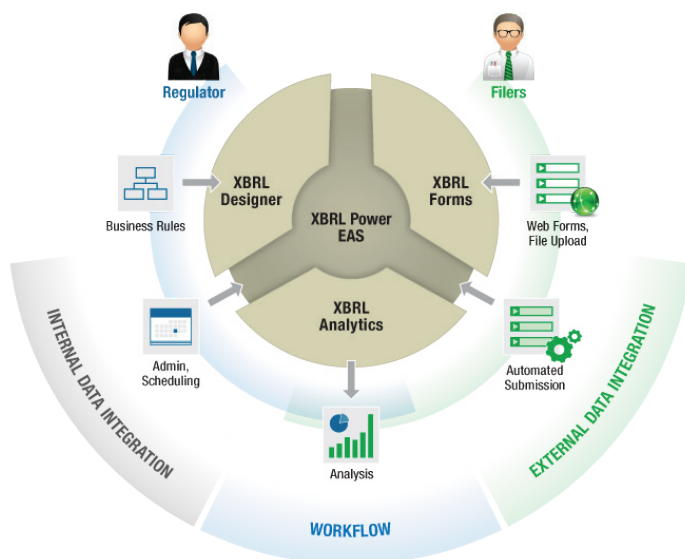 Regulator
Filers
XBRL
Designer
XBRL
Forms
XBRL Power
EAS
XBRL
Analytics
Business Rules
Web Forms,
File Upload
Admin,
Scheduling
Automated
Submission
Analysis
INTERNAL DATA INTEGRATION
WORKFLOW
EXTERNAL DATA INTEGRATION